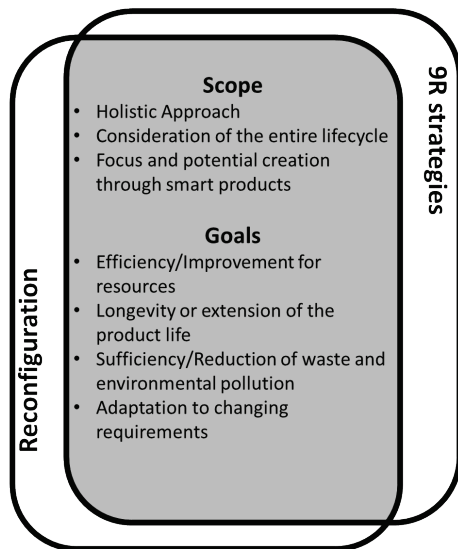 Scope
• Holistic Approach
• Consideration of the entire lifecycle
• Focus and potential creation
through smart products
Goals
• Efficiency/Improvement for
resources
• Longevity or extension of the
product life
• Sufficiency/Reduction of waste and
environmental pollution
• Adaptation to changing
requirements
Reconfiguration
9R strategies